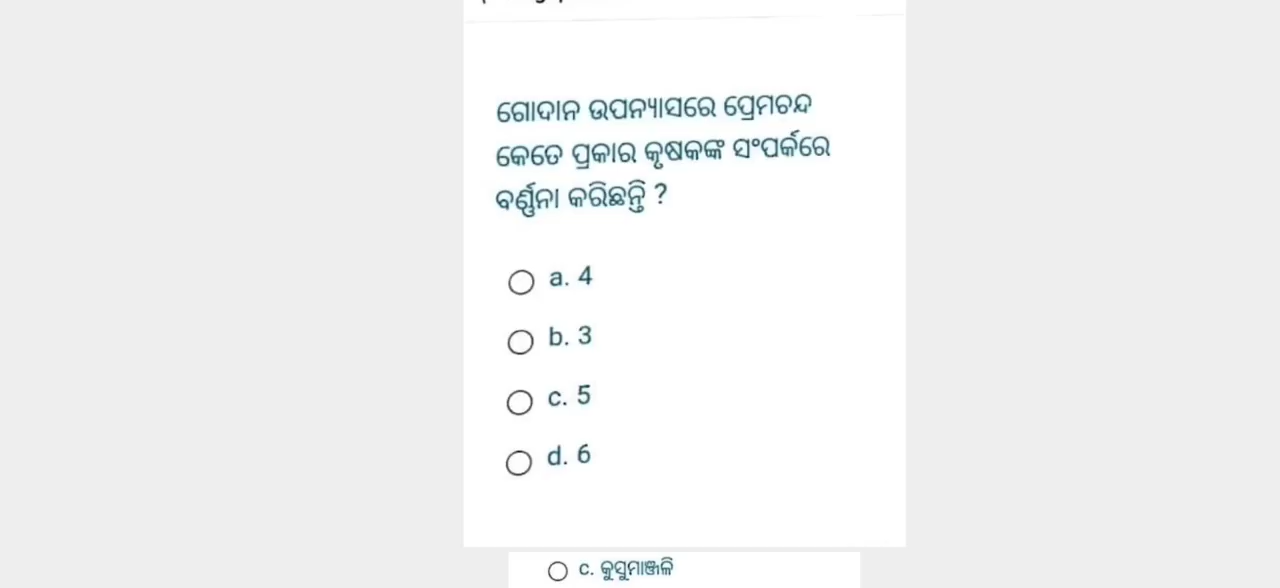 ଗୋଦାନ ଉପନ୍ୟାସରେ ପ୍ରେମଚନ୍ଦ
କେତେ ପ୍ରକାର କୃଷକଙ୍କ ସଂପର୍କରେ
ବର୍ଣ୍ଣନା କରିଛନ୍ତି ?
a. 4
b. 3
c. 5
d. 6
c. କୁସୁମାଞ୍ଜଳି